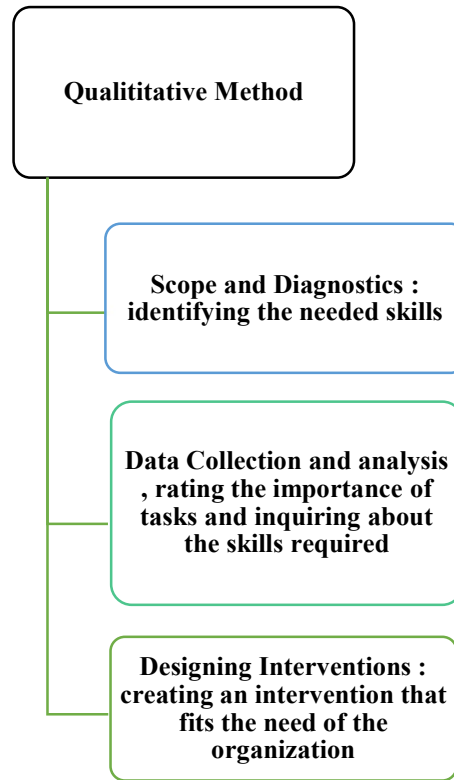 Qualititative Method
Scope and Diagnostics :
identifying the needed skills
Data Collection and analysis
, rating the importance of
tasks and inquiring about
the skills required
Designing Interventions :
creating an intervention that
fits the need of the
organization